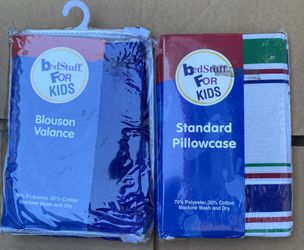 bedStuff
FOR
KIDS
Blouson
Valance
70% Polyester, 30% Cotton
Machine Wash and Dry
bedStuff
FOR
KIDS
Standard
Pillowcase
70% Polyester, 30% Cotton
Machine Wash and Dry